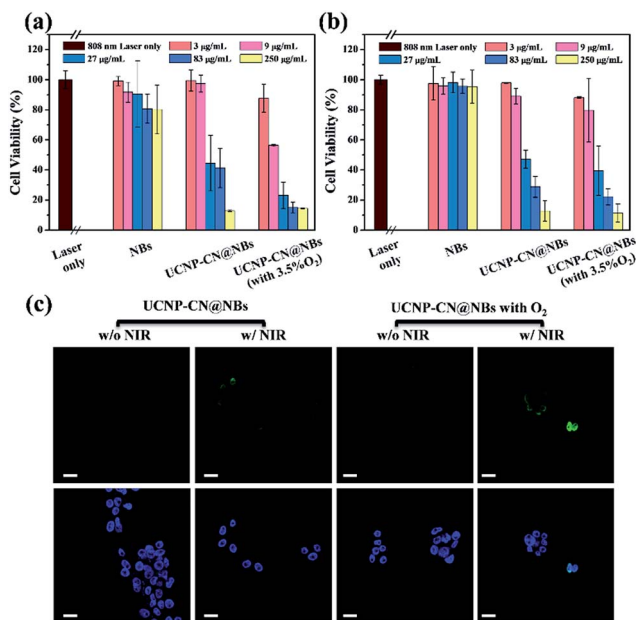 (a)
120
100
80
60
40
20
0
Cell Viability (%)
808 nm Laser only
3 μg/mL
9 μg/mL
27 μg/mL
83 μg/mL
250 μg/mL
Laser
only
NBs
UCNP-CN@NBs
UCNP-CN@NBs
(with 3.5%O₂)
(b)
120
100
80
60
40
20
0
Cell Viability (%)
808 nm Laser only
3 μg/mL
9 μg/mL
27 μg/mL
83 μg/mL
250 μg/mL
Laser
only
NBs
UCNP-CN@NBs
UCNP-CN@NBs
(with 3.5%O₂)
(c)
UCNP-CN@NBs
UCNP-CN@NBs with O₂
w/o NIR
w/ NIR
w/o NIR
w/ NIR